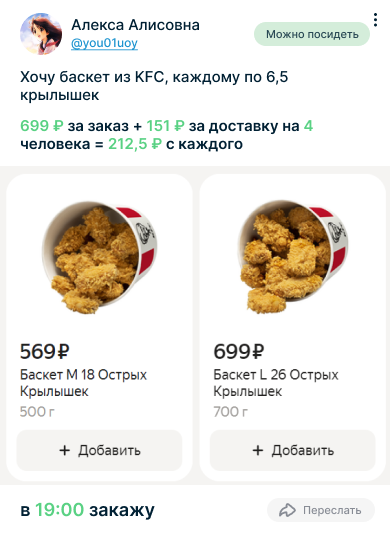 Алекса Алисовна
@you01uoy
Можно посидеть
Хочу баскет из KFC, каждому по 6,5
крылышек
699 ₽ за заказ + 151 ₽ за доставку на 4
человека = 212,5 ₽ с каждого
569₽
Баскет М 18 Острых
Крылышек
500 г
+ Добавить
699₽
Баскет L 26 Острых
Крылышек
700 г
+ Добавить
в 19:00 закажу
Переслать